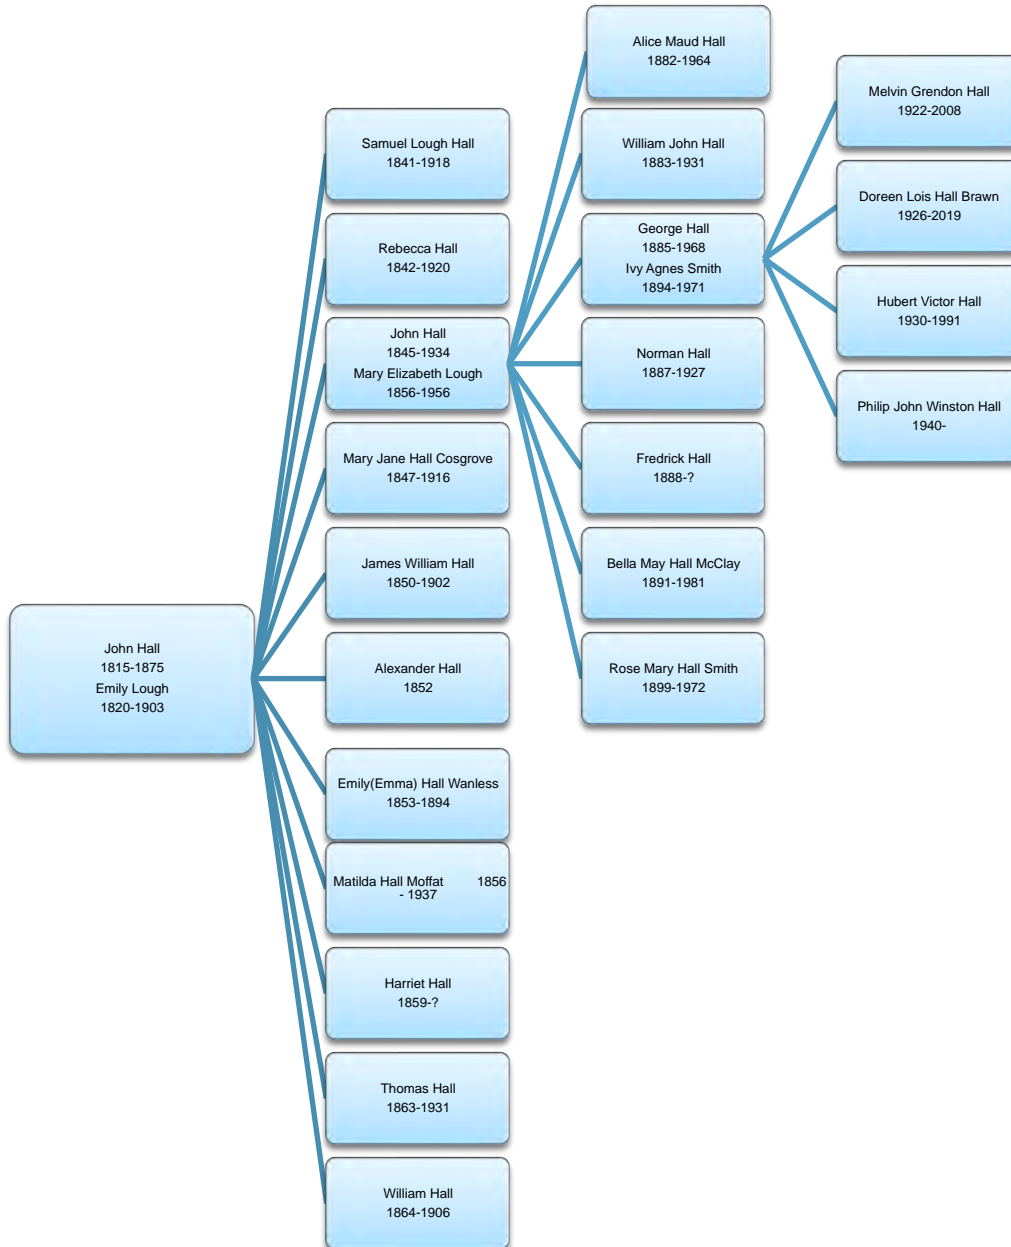 John Hall
1815-1875
Emily Lough
1820-1903
Samuel Lough Hall
1841-1918
Rebecca Hall
1842-1920
John Hall
1845-1934
Mary Elizabeth Lough
1856-1956
Alice Maud Hall
1882-1964
William John Hall
1883-1931
George Hall
1885-1968
Ivy Agnes Smith
1894-1971
Melvin Grendon Hall
1922-2008
Doreen Lois Hall Brawn
1926-2019
Hubert Victor Hall
1930-1991
Philip John Winston Hall
1940-
Norman Hall
1887-1927
Fredrick Hall
1888-?
Bella May Hall McClay
1891-1981
Rose Mary Hall Smith
1899-1972
Mary Jane Hall Cosgrove
1847-1916
James William Hall
1850-1902
Alexander Hall
1852
Emily(Emma) Hall Wanless
1853-1894
Matilda Hall Moffat 1856
- 1937
Harriet Hall
1859-?
Thomas Hall
1863-1931
William Hall
1864-1906